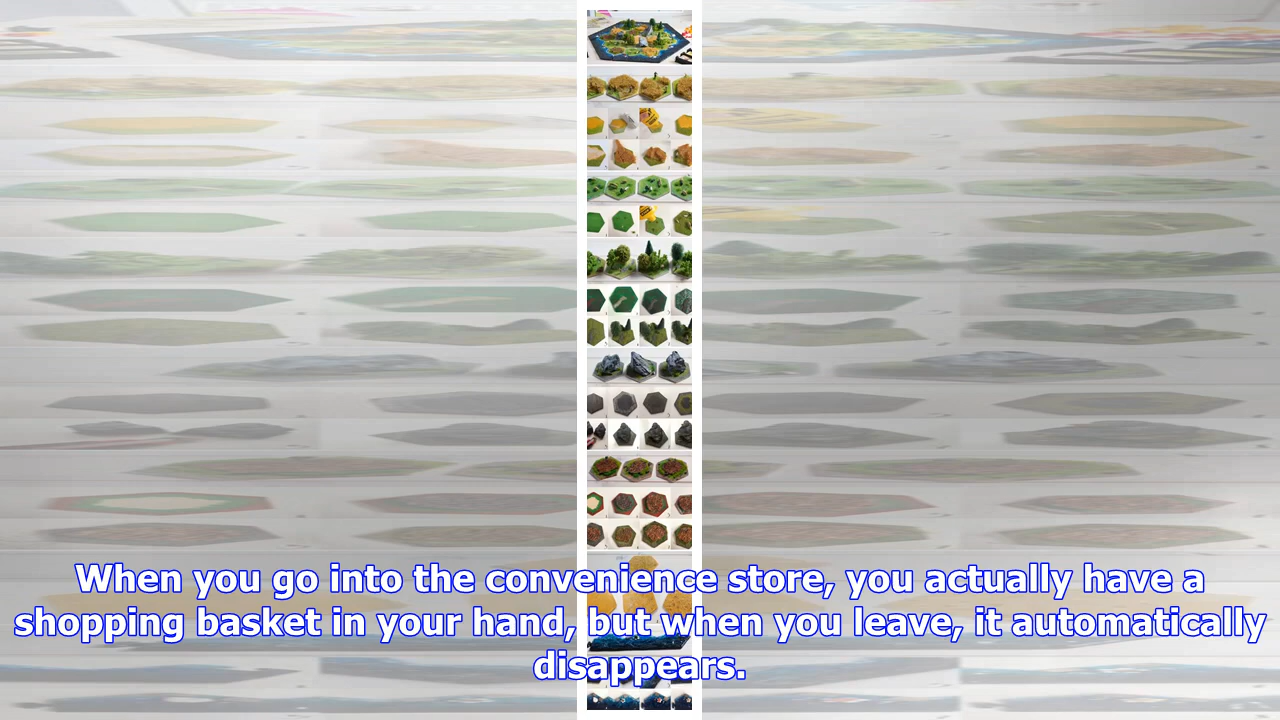 When you go into the convenience store, you actually have a
shopping basket in your hand, but when you leave, it automatically
disappears.